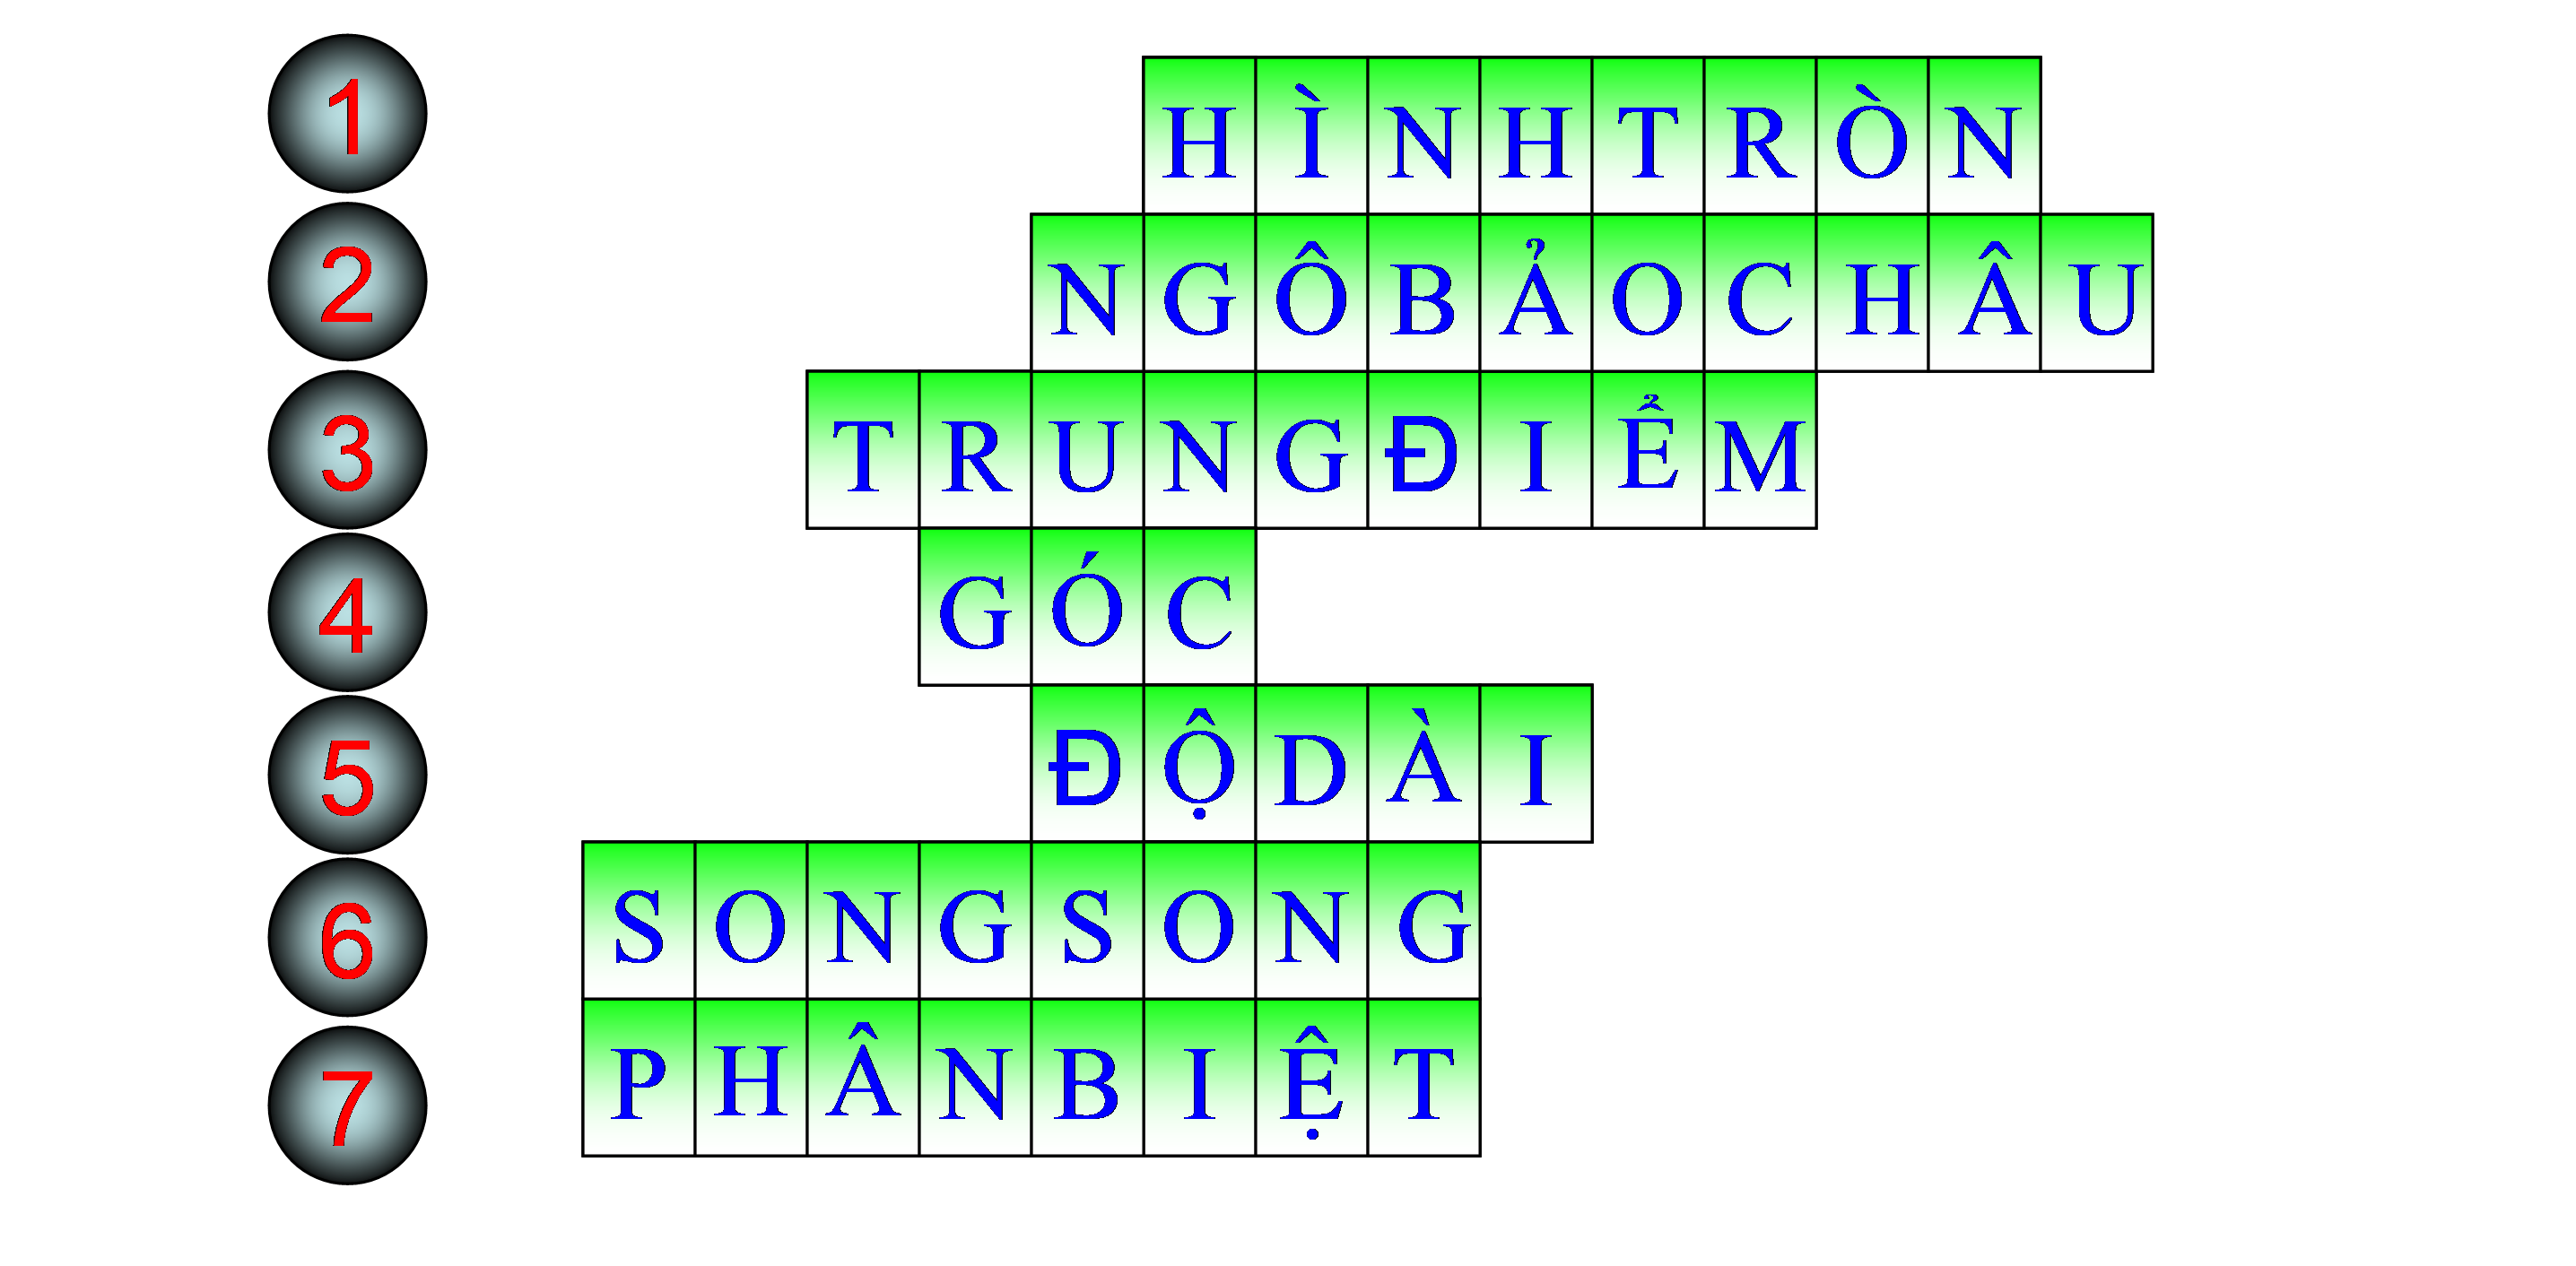 1 HÌNHTRÒN
2 NGÔBẢOCHÂU
3 TRUNGĐIỂM
4 GÓC
5 ĐỘDÀI
6 SONGSONG
7 PHÂNBIỆT